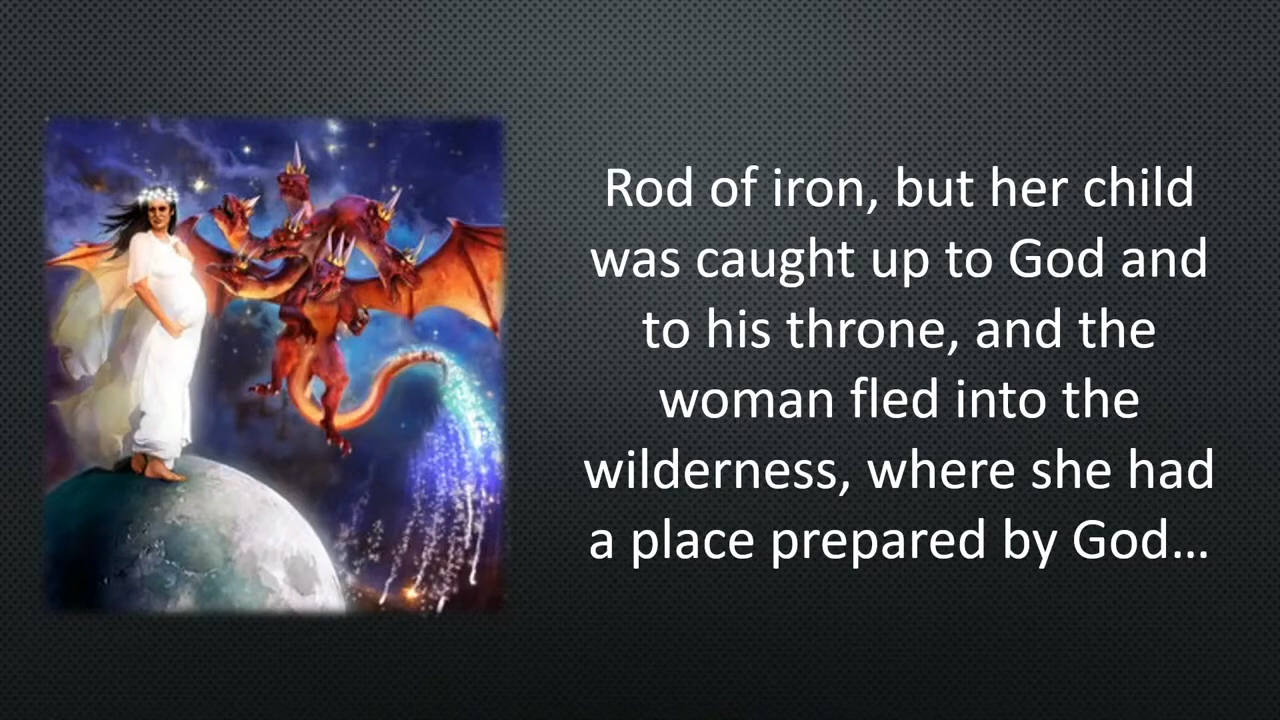 Rod of iron, but her child
was caught up to God and
to his throne, and the
woman fled into the
wilderness, where she had
a place prepared by God...